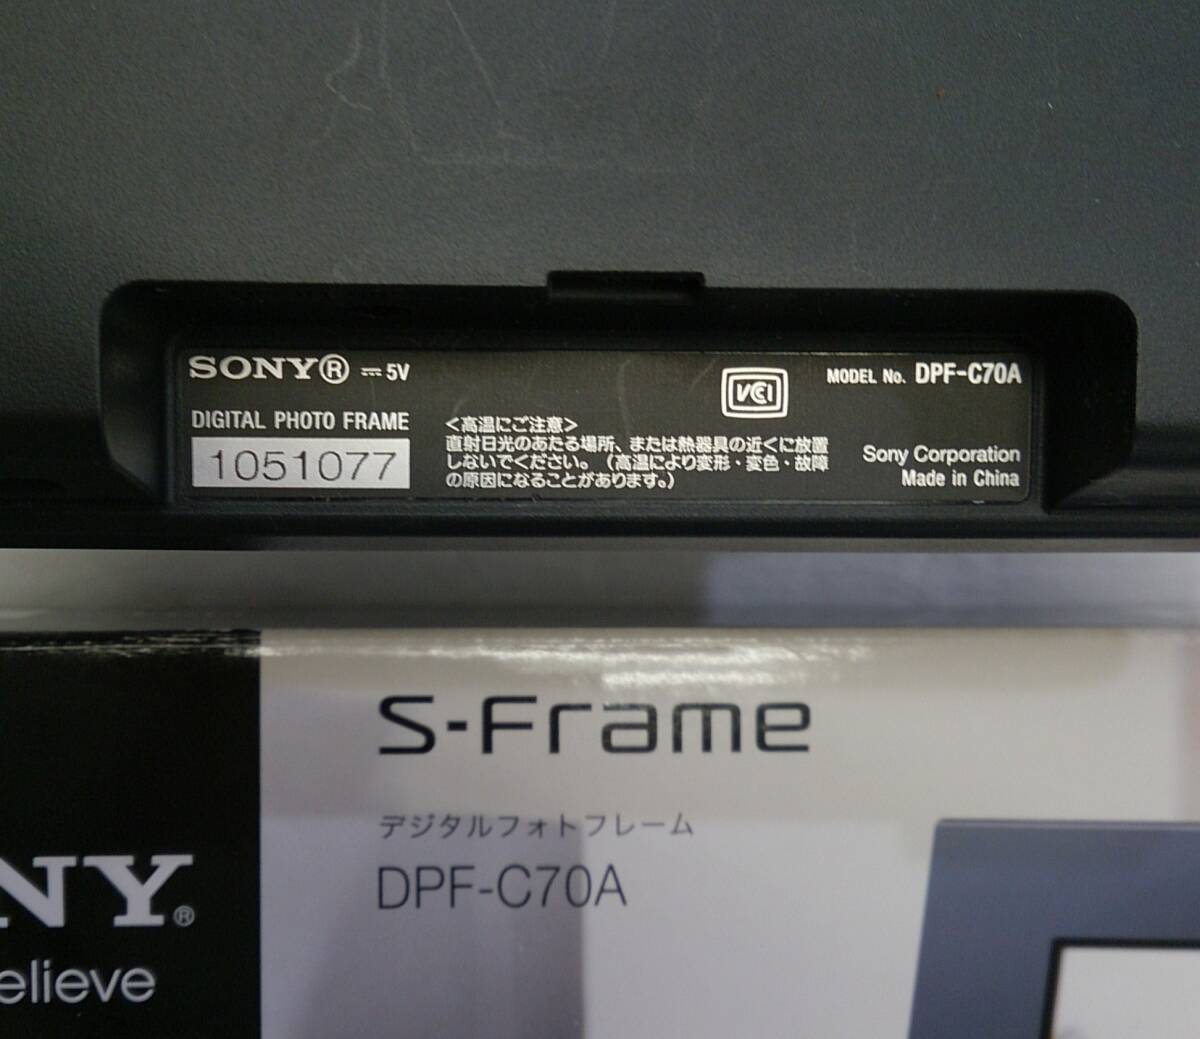 SONY® ⎓ 5V
DIGITAL PHOTO FRAME
1051077
<高温にご注意>
直射日光のあたる場所、または熱器具の近くに放置
しないでください。(高温により変形・変色・故障
の原因になることがあります。)
VCI
MODEL No. DPF-C70A
Sony Corporation
Made in China
S-Frame
デジタルフォトフレーム
DPF-C70A
NY®
elieve